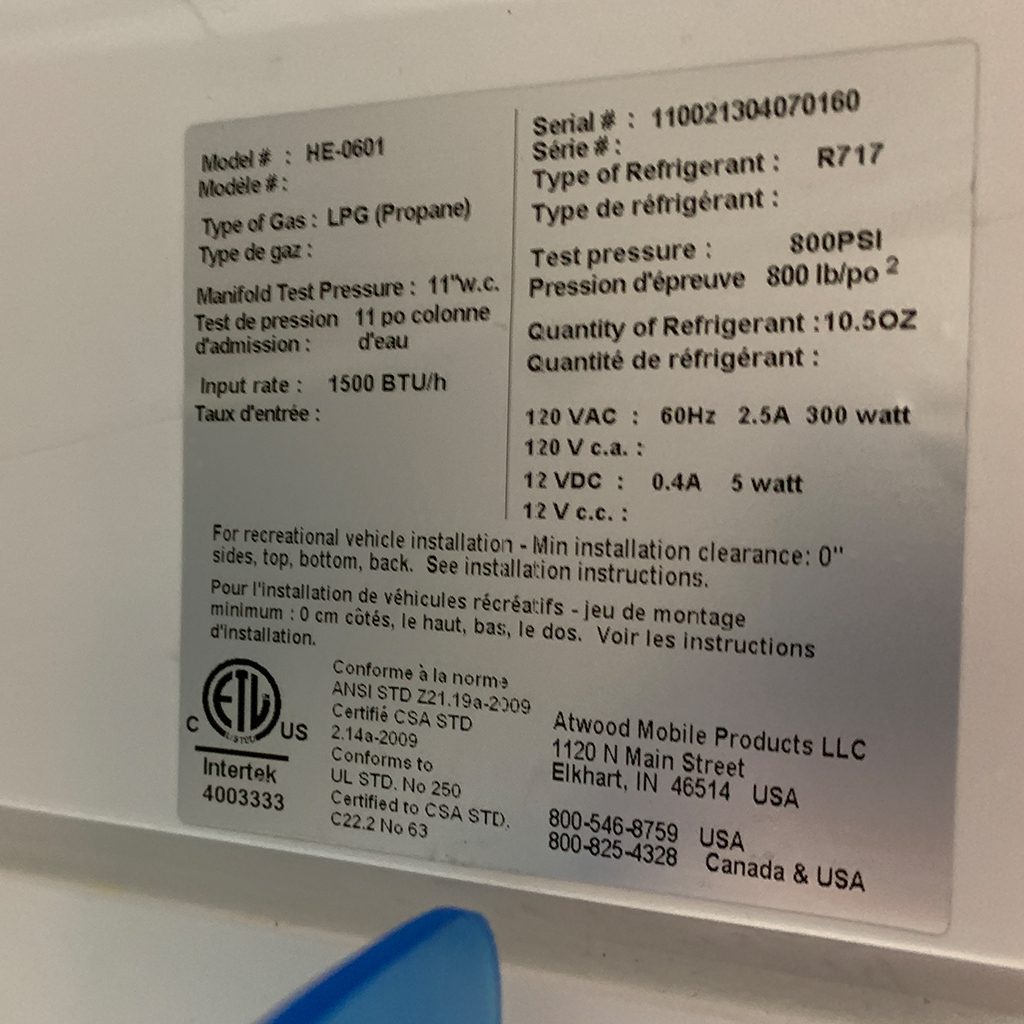 Model # : HE-0601
Modèle # :
Type of Gas : LPG (Propane)
Type de gaz :
Manifold Test Pressure : 11"w.c.
Test de pression 11 po colonne
d'admission : d'eau
Input rate : 1500 BTU/h
Taux d'entrée :
Serial # : 110021304070160
Série # :
Type of Refrigerant : R717
Type de réfrigérant :
Test pressure : 800PSI
Pression d'épreuve 800 lb/po 2
Quantity of Refrigerant :10.5OZ
Quantité de réfrigérant :
120 VAC : 60Hz 2.5A 300 watt
120 V c.a. :
12 VDC : 0.4A 5 watt
12 V c.c. :
For recreational vehicle installation - Min installation clearance: 0"
sides, top, bottom, back. See installation instructions.
Pour l'installation de véhicules récréatifs - jeu de montage
minimum : 0 cm côtés, le haut, bas, le dos. Voir les instructions
d'installation.
ETL
LISTED
C US
Intertek
4003333
Conforme à la norme
ANSI STD Z21.19a-2009
Certifié CSA STD
2.14a-2009
Conforms to
UL STD. No 250
Certified to CSA STD.
C22.2 No 63
Atwood Mobile Products LLC
1120 N Main Street
Elkhart, IN 46514 USA
800-546-8759 USA
800-825-4328 Canada & USA